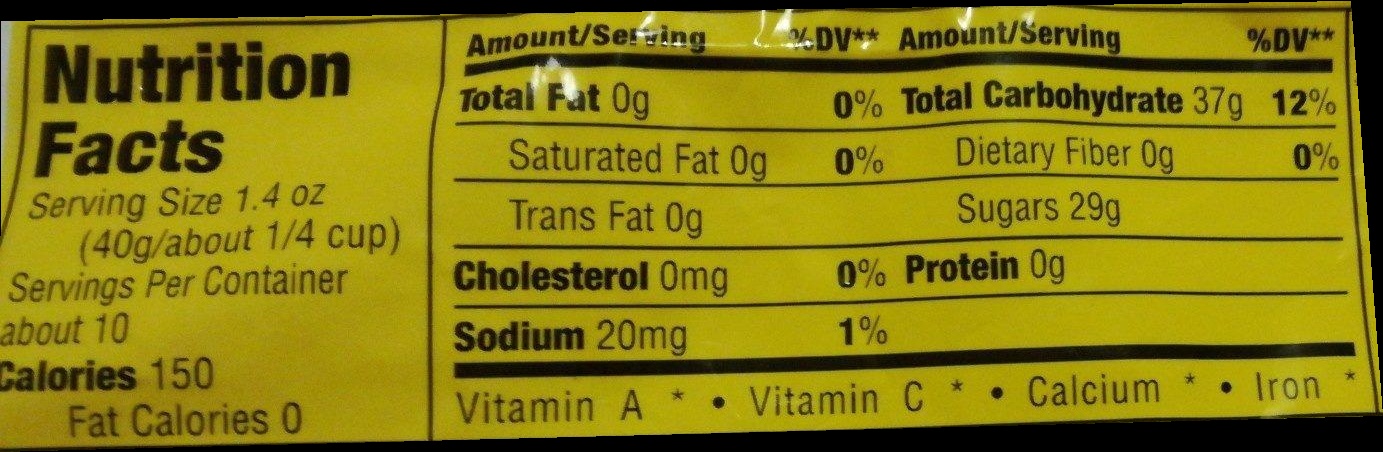 Nutrition
Facts
Serving Size 1.4 oz
(40g/about 1/4 cup)
Servings Per Container
about 10
Calories 150
Fat Calories 0
Amount/Serving %DV** Amount/Serving %DV**
Total Fat 0g 0% Total Carbohydrate 37g 12%
Saturated Fat 0g 0% Dietary Fiber 0g 0%
Trans Fat 0g Sugars 29g
Cholesterol 0mg 0% Protein 0g
Sodium 20mg 1%
Vitamin A * • Vitamin C * • Calcium * • Iron *